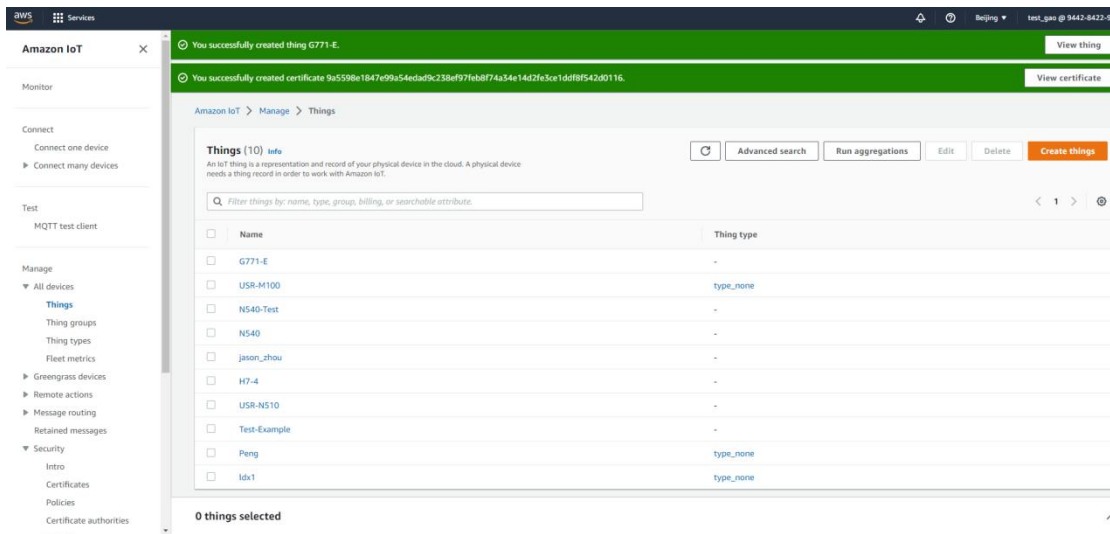 aws Services Beijing ▼ test_gao @ 9442-8422-
Amazon IoT
You successfully created thing G771-E. View thing
You successfully created certificate 9a5598e1847e99a54edad9c238ef97feb8f74a34e14d2fe3ce1ddf8f542d0116. View certificate
Monitor
Connect
Connect one device
Connect many devices
Test
MQTT test client
Manage
All devices
Things
Thing groups
Thing types
Fleet metrics
Greengrass devices
Remote actions
Message routing
Retained messages
Security
Intro
Certificates
Policies
Certificate authorities
Amazon IoT > Manage > Things
Things (10) Info
An IoT thing is a representation and record of your physical device in the cloud. A physical device
needs a thing record in order to work with Amazon IoT.
Advanced search Run aggregations Edit Delete Create things
Filter things by: name, type, group, billing, or searchable attribute.
< 1 >
Name Thing type
G771-E -
USR-M100 type_none
N540-Test -
N540 -
jason_zhou -
H7-4 -
USR-N510 -
Test-Example -
Peng type_none
ldx1 type_none
0 things selected